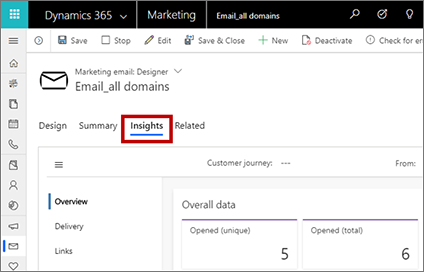 Dynamics 365 Marketing Email_all domains
Save Stop Edit Save & Close New Deactivate Check for er
Marketing email: Designer
Email_all domains
Design Summary Insights Related
Customer journey: --- From:
Overview
Delivery
Links
Overall data
Opened (unique) Opened (total)
5 6